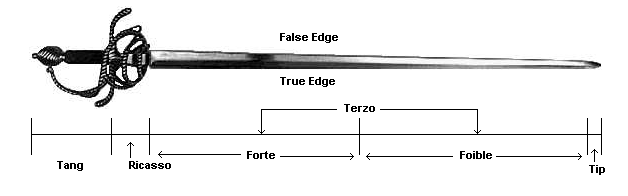 False Edge
True Edge
Terzo
Tang
Ricasso
Forte
Foible
Tip